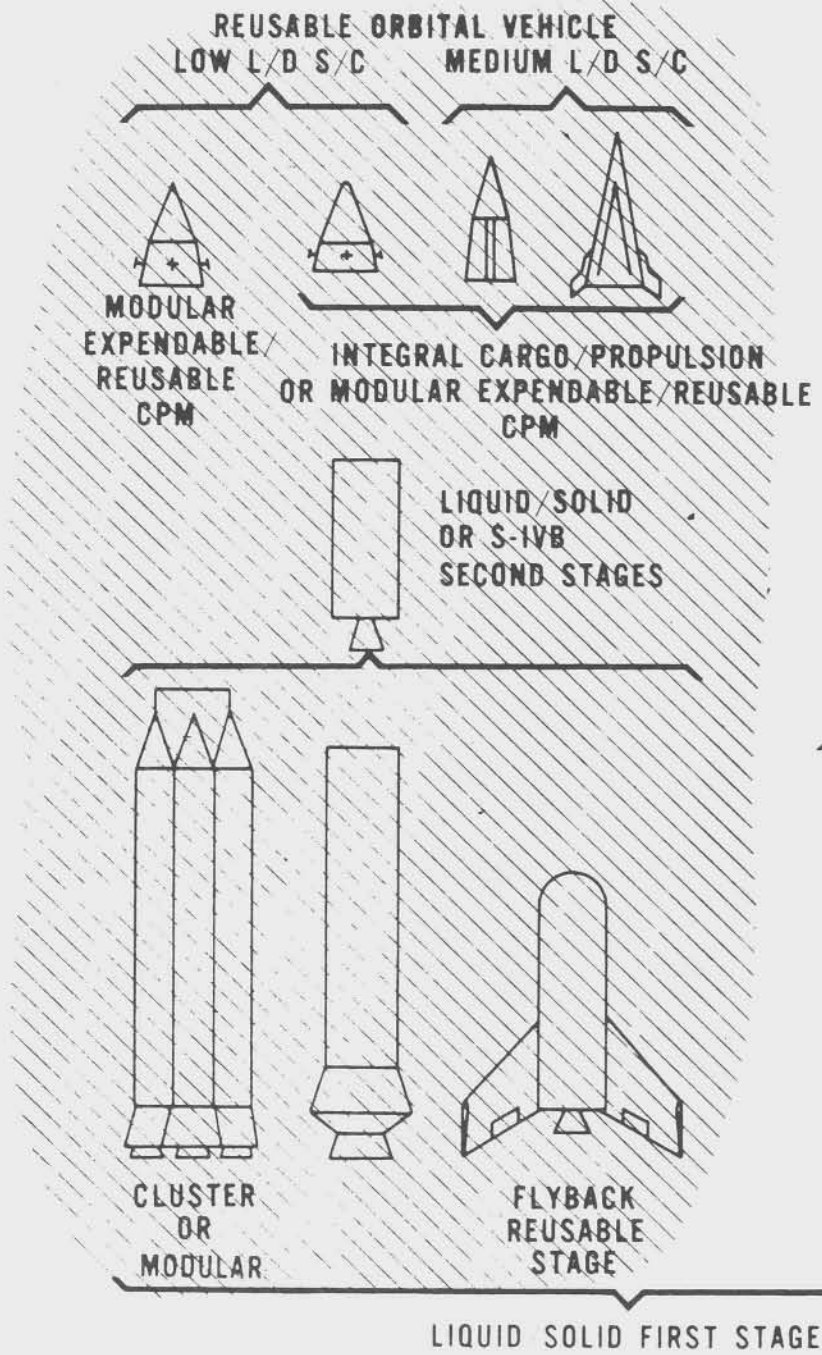 REUSABLE ORBITAL VEHICLE
LOW L/D S/C
MEDIUM L/D S/C
MODULAR
EXPENDABLE/
REUSABLE
CPM
INTEGRAL CARGO/PROPULSION
OR MODULAR EXPENDABLE/REUSABLE
CPM
LIQUID/SOLID
OR S-IVB
SECOND STAGES
CLUSTER
OR
MODULAR
FLYBACK
REUSABLE
STAGE
LIQUID SOLID FIRST STAGE